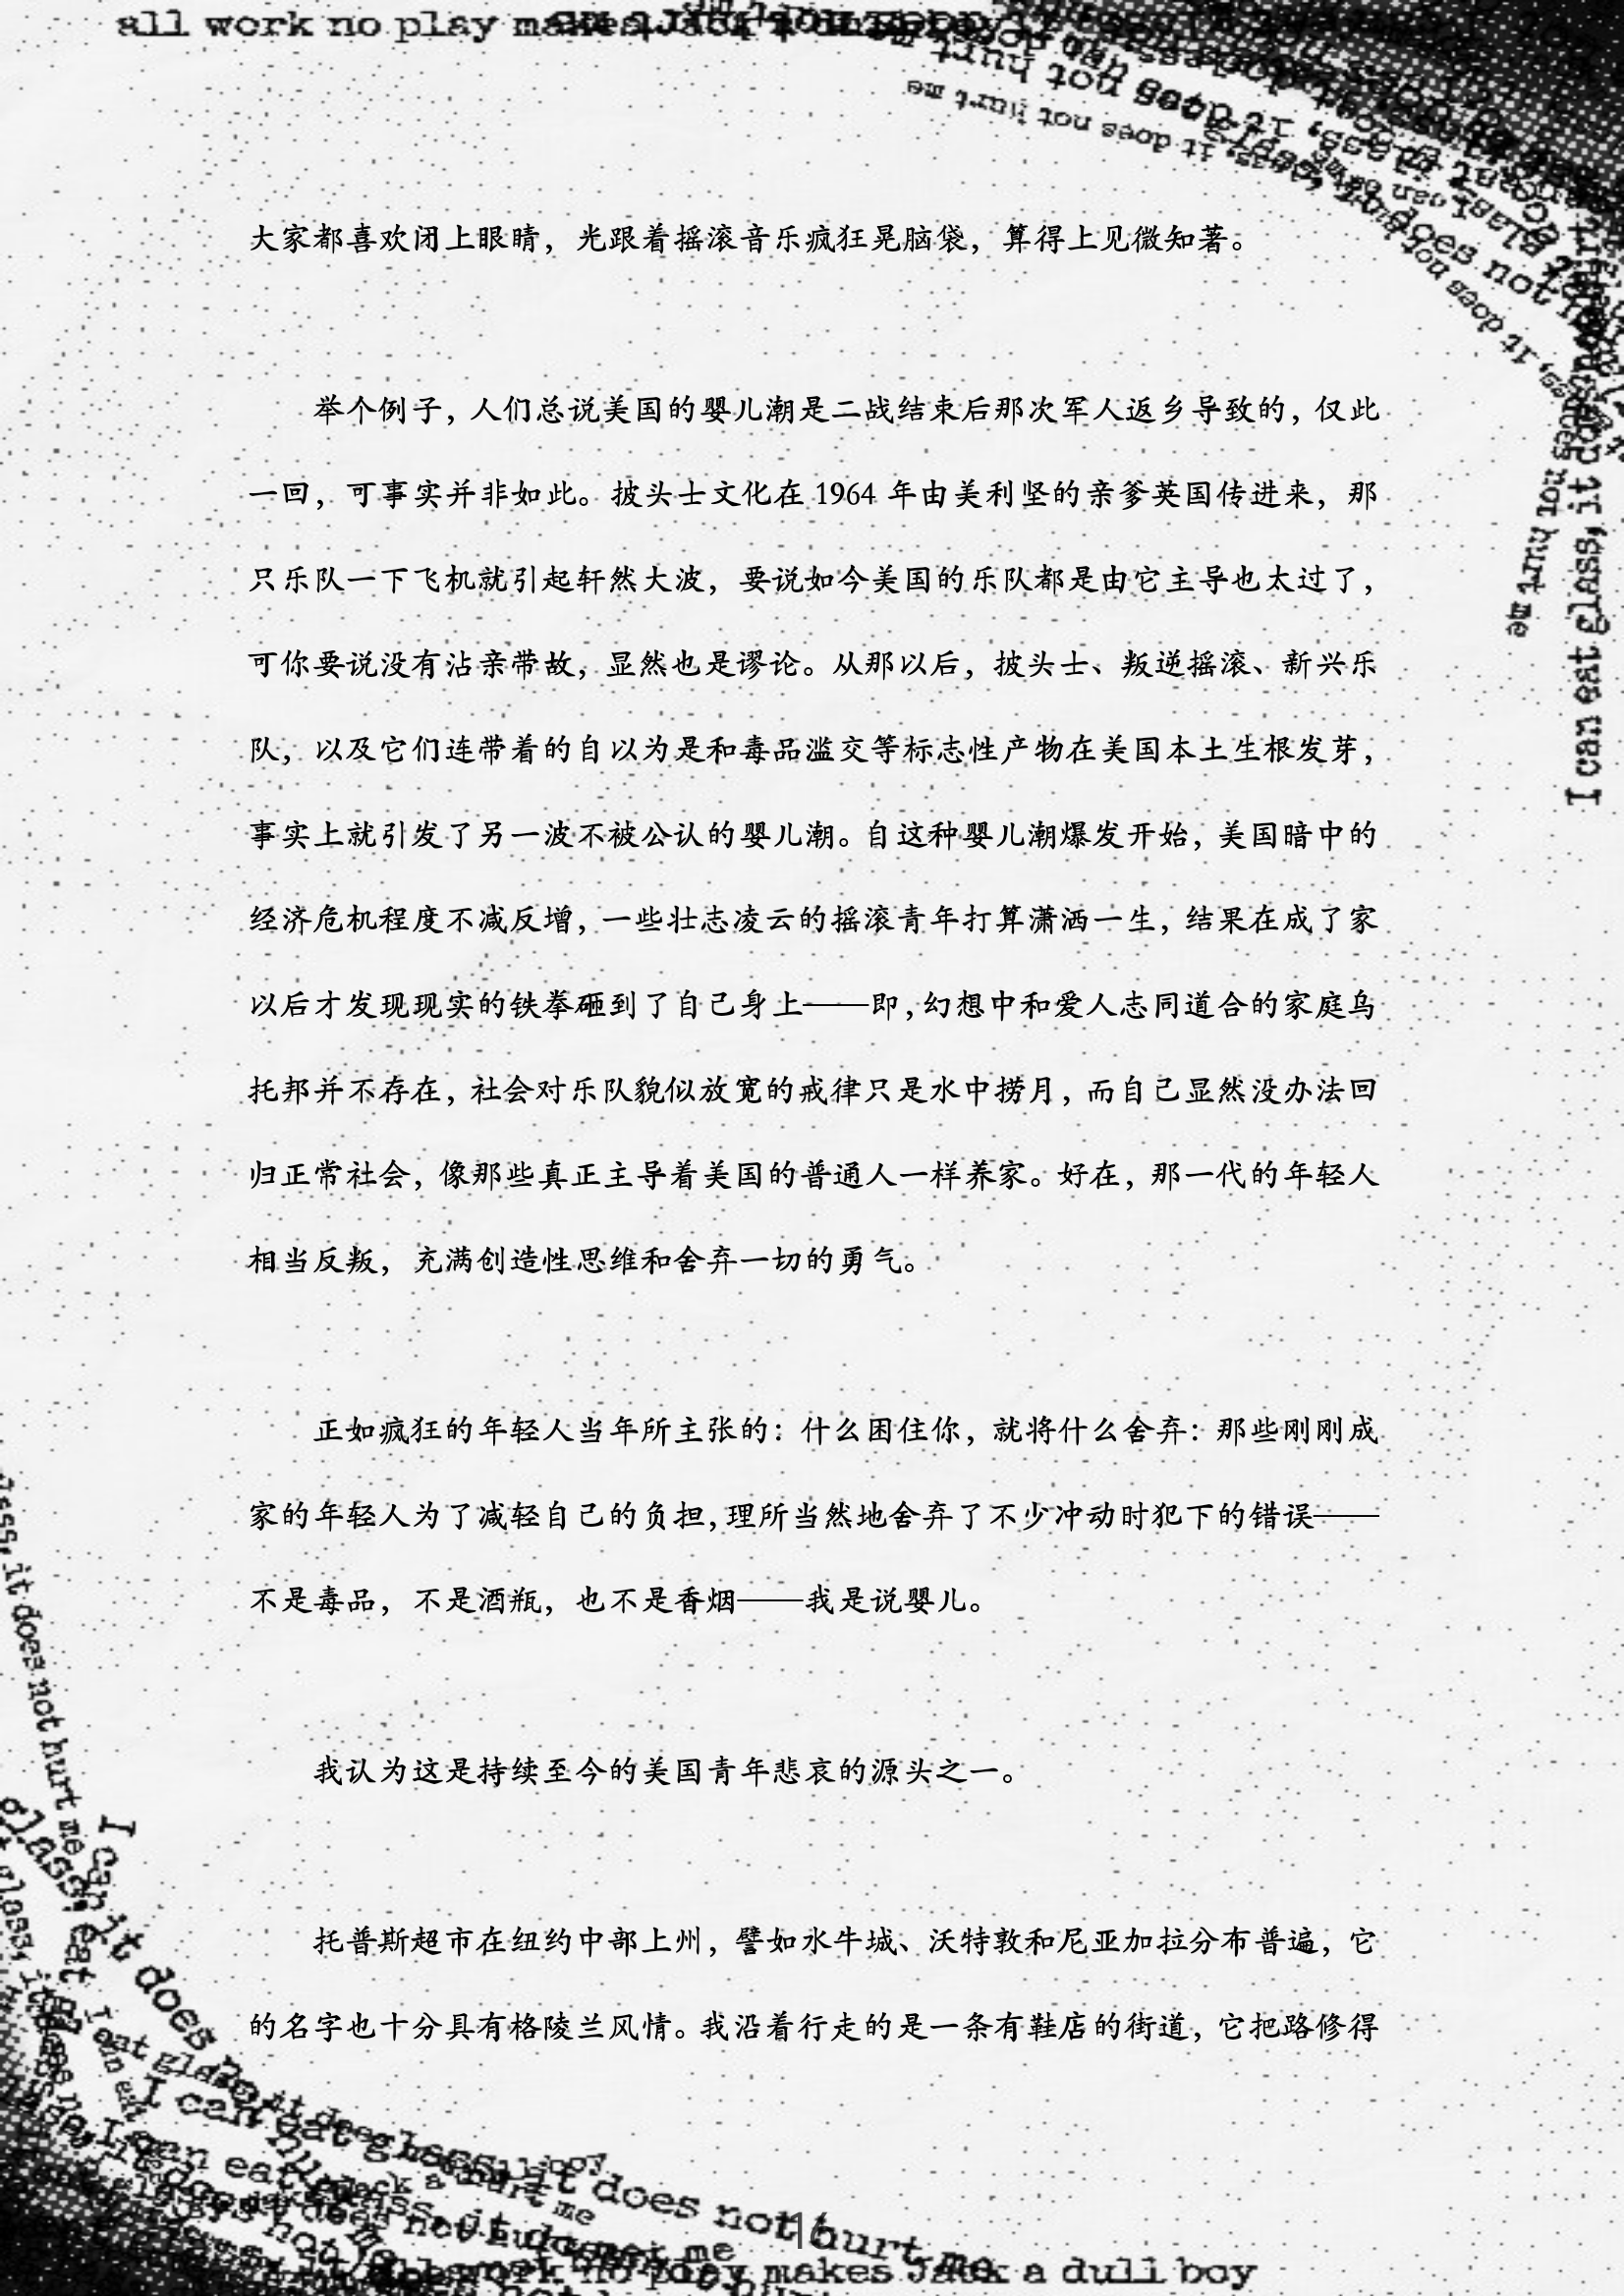 all work no play makes Jack a dull boy
it does not hurt me
it does not hurt me
I can eat glass, it does not hurt me
大家都喜欢闭上眼睛，光跟着摇滚音乐疯狂晃脑袋，算得上见微知著。
举个例子，人们总说美国的婴儿潮是二战结束后那次军人返乡导致的，仅此
一回，可事实并非如此。披头士文化在 1964 年由美利坚的亲爹英国传进来，那
只乐队一下飞机就引起轩然大波，要说如今美国的乐队都是由它主导也太过了，
可你要说没有沾亲带故，显然也是谬论。从那以后，披头士、叛逆摇滚、新兴乐
队，以及它们连带着的自以为是和毒品滥交等标志性产物在美国本土生根发芽，
事实上就引发了另一波不被公认的婴儿潮。自这种婴儿潮爆发开始，美国暗中的
经济危机程度不减反增，一些壮志凌云的摇滚青年打算潇洒一生，结果在成了家
以后才发现现实的铁拳砸到了自己身上——即，幻想中和爱人志同道合的家庭乌
托邦并不存在，社会对乐队貌似放宽的戒律只是水中捞月，而自己显然没办法回
归正常社会，像那些真正主导着美国的普通人一样养家。好在，那一代的年轻人
相当反叛，充满创造性思维和舍弃一切的勇气。
正如疯狂的年轻人当年所主张的：什么困住你，就将什么舍弃：那些刚刚成
家的年轻人为了减轻自己的负担，理所当然地舍弃了不少冲动时犯下的错误——
不是毒品，不是酒瓶，也不是香烟——我是说婴儿。
我认为这是持续至今的美国青年悲哀的源头之一。
托普斯超市在纽约中部上州，譬如水牛城、沃特敦和尼亚加拉分布普遍，它
的名字也十分具有格陵兰风情。我沿着行走的是一条有鞋店的街道，它把路修得
it does not hurt me
I can eat glass, it does not hurt me
makes Jack a dull boy